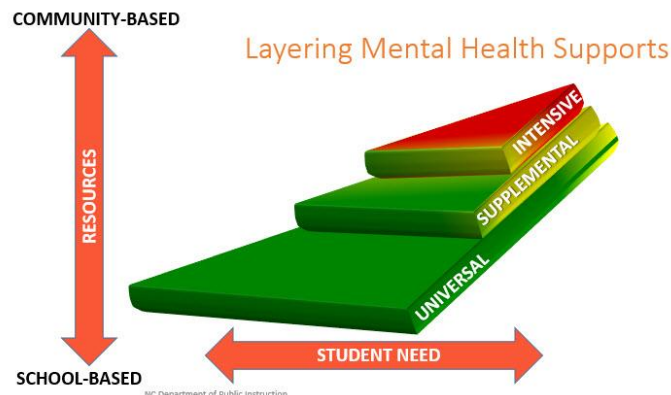 COMMUNITY-BASED
Layering Mental Health Supports
RESOURCES
INTENSIVE
SUPPLEMENTAL
UNIVERSAL
STUDENT NEED
SCHOOL-BASED
NC Department of Public Instruction